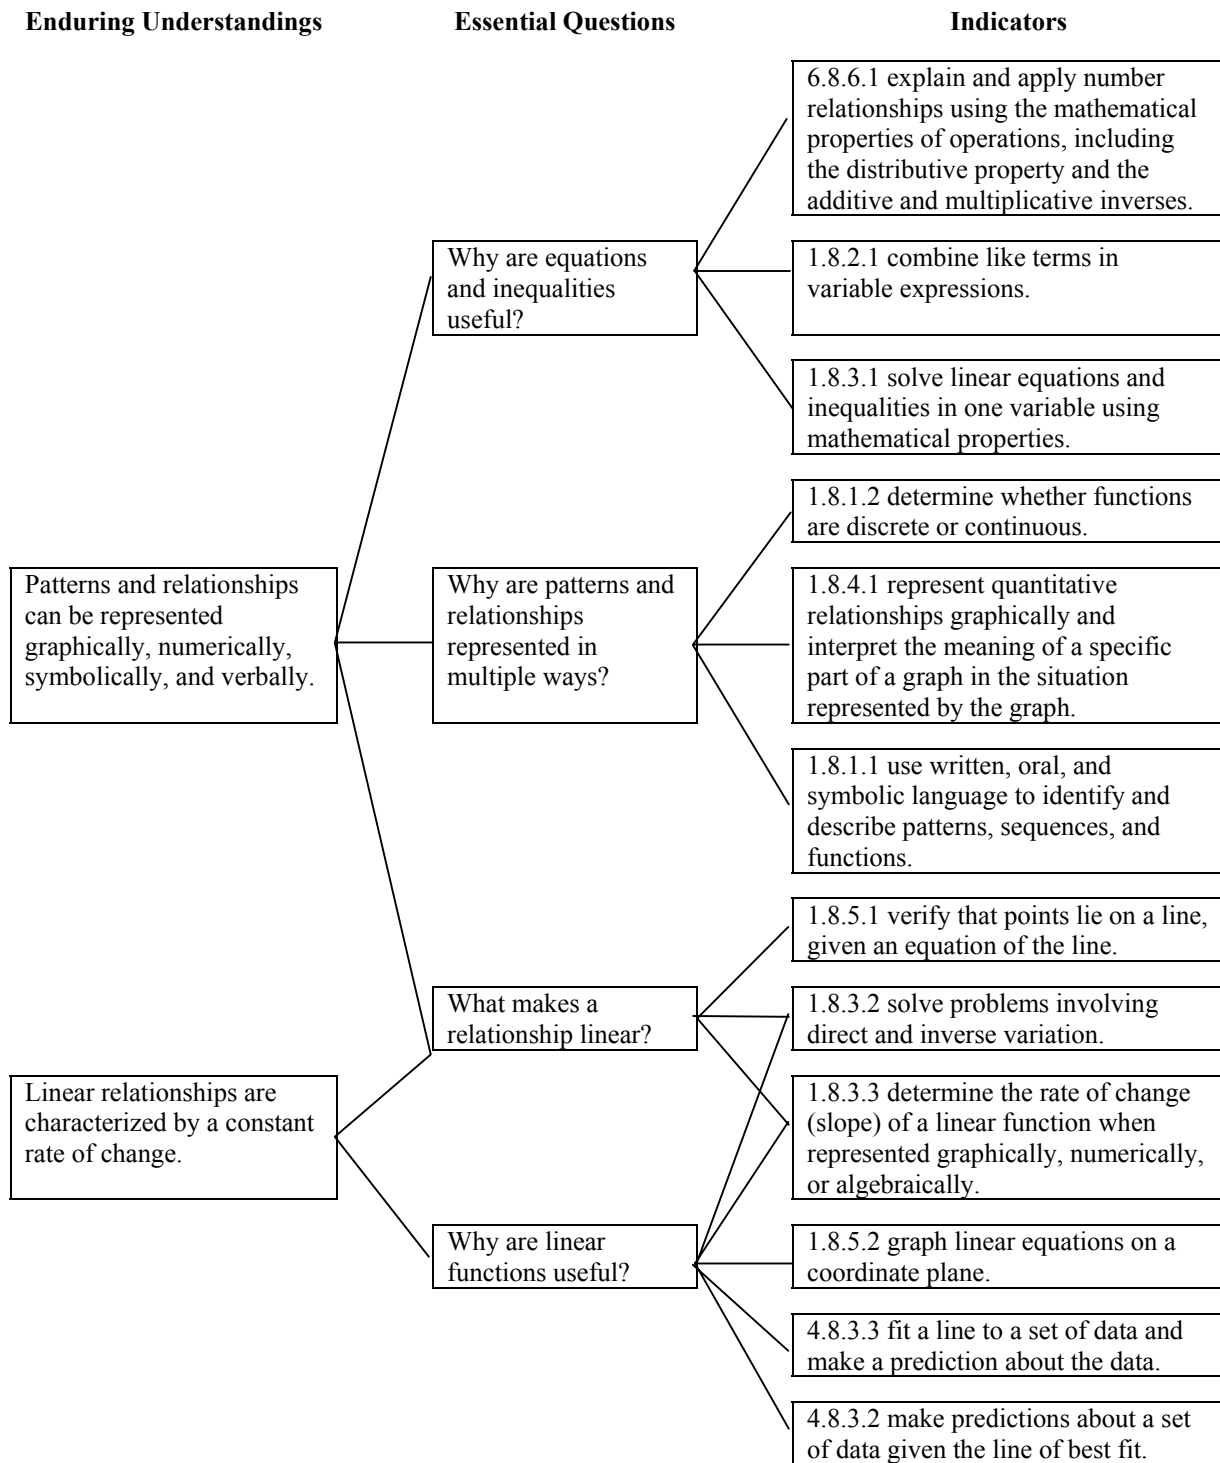 Enduring Understandings
Essential Questions
Indicators
6.8.6.1 explain and apply number
relationships using the mathematical
properties of operations, including
the distributive property and the
additive and multiplicative inverses.
Why are equations
and inequalities
useful?
1.8.2.1 combine like terms in
variable expressions.
1.8.3.1 solve linear equations and
inequalities in one variable using
mathematical properties.
1.8.1.2 determine whether functions
are discrete or continuous.
Patterns and relationships
can be represented
graphically, numerically,
symbolically, and verbally.
Why are patterns and
relationships
represented in
multiple ways?
1.8.4.1 represent quantitative
relationships graphically and
interpret the meaning of a specific
part of a graph in the situation
represented by the graph.
1.8.1.1 use written, oral, and
symbolic language to identify and
describe patterns, sequences, and
functions.
1.8.5.1 verify that points lie on a line,
given an equation of the line.
What makes a
relationship linear?
1.8.3.2 solve problems involving
direct and inverse variation.
Linear relationships are
characterized by a constant
rate of change.
1.8.3.3 determine the rate of change
(slope) of a linear function when
represented graphically, numerically,
or algebraically.
Why are linear
functions useful?
1.8.5.2 graph linear equations on a
coordinate plane.
4.8.3.3 fit a line to a set of data and
make a prediction about the data.
4.8.3.2 make predictions about a set
of data given the line of best fit.